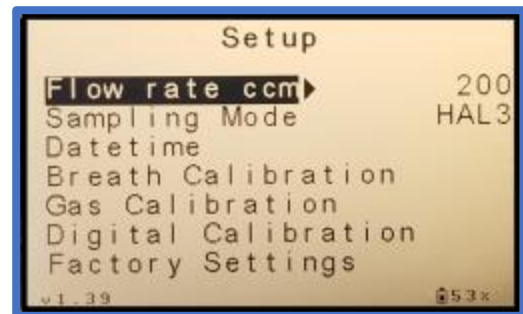 Setup
Flow rate ccm 200
Sampling Mode HAL3
Datetime
Breath Calibration
Gas Calibration
Digital Calibration
Factory Settings
v1.39 53%